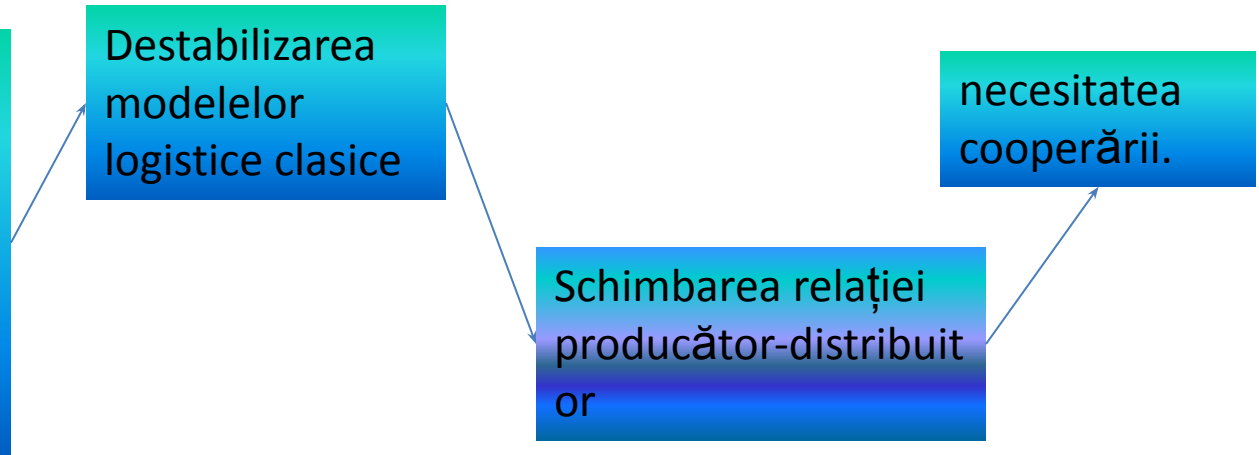 Destabilizarea
modelelor
logistice clasice
necesitatea
cooperării.
Schimbarea relației
producător-distribuit
or